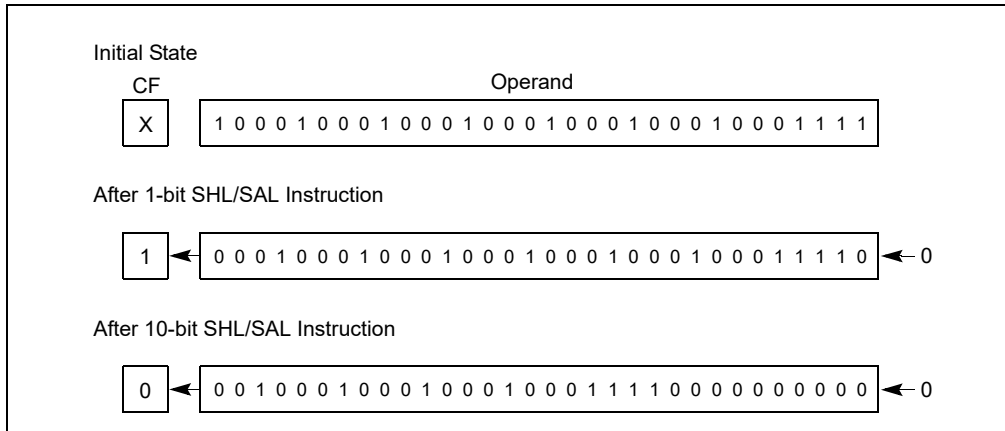 Initial State
CF Operand
X 1 0 0 0 1 0 0 0 1 0 0 0 1 0 0 0 1 0 0 0 1 0 0 0 1 0 0 0 1 1 1 1
After 1-bit SHL/SAL Instruction
1 0 0 0 1 0 0 0 1 0 0 0 1 0 0 0 1 0 0 0 1 0 0 0 1 0 0 0 1 1 1 1 0 0
After 10-bit SHL/SAL Instruction
0 0 0 1 0 0 0 1 0 0 0 1 0 0 0 1 0 0 0 1 1 1 1 0 0 0 0 0 0 0 0 0 0 0